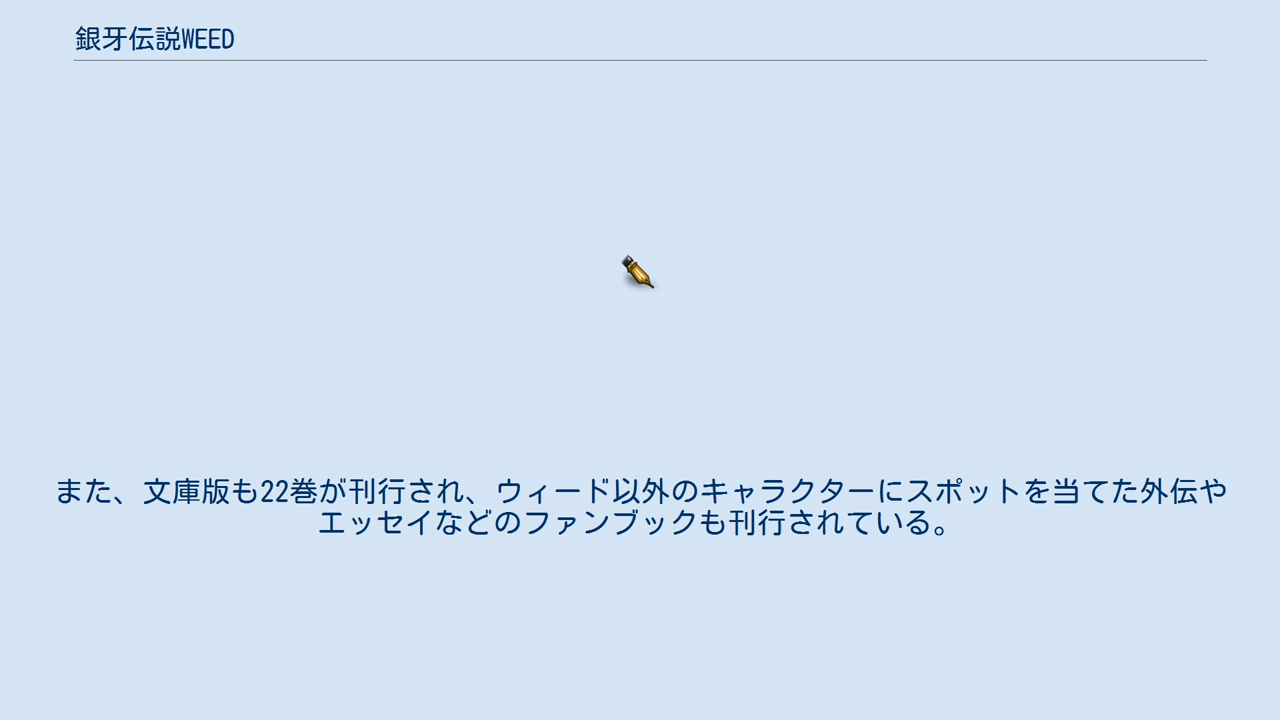 銀牙伝説WEED
また、文庫版も22巻が刊行され、ウィード以外のキャラクターにスポットを当てた外伝や
エッセイなどのファンブックも刊行されている。